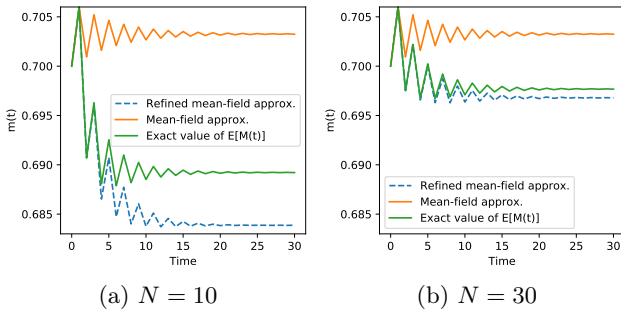 0.705
0.700
0.695
0.690
0.685
m(t)
Refined mean-field approx.
Mean-field approx.
Exact value of E[M(t)]
0 5 10 15 20 25 30
Time
(a) N = 10
0.705
0.700
0.695
0.690
0.685
m(t)
Refined mean-field approx.
Mean-field approx.
Exact value of E[M(t)]
0 5 10 15 20 25 30
Time
(b) N = 30